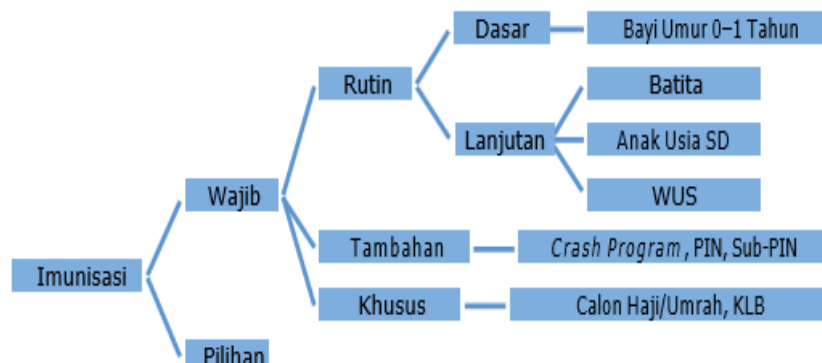 Dasar
Bayi Umur 0–1 Tahun
Rutin
Batita
Lanjutan
Anak Usia SD
Wajib
WUS
Tambahan
Crash Program, PIN, Sub-PIN
Imunisasi
Khusus
Calon Haji/Umrah, KLB
Pilihan